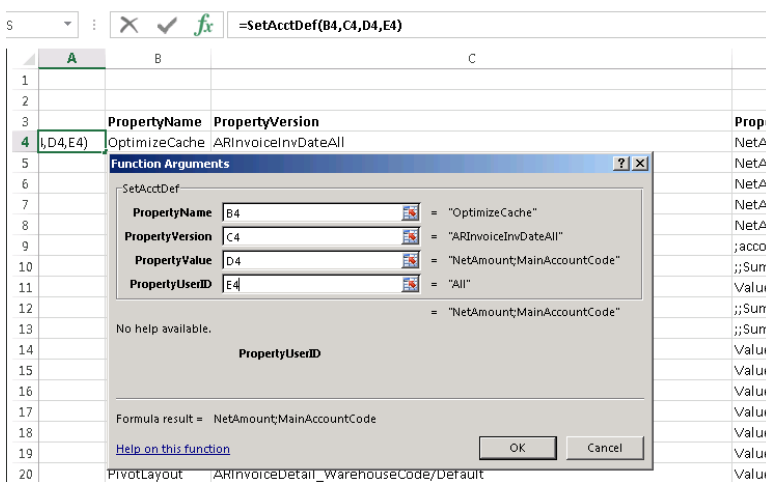 S fx =SetAcctDef(B4,C4,D4,E4)
A B C
1
2
3 PropertyName PropertyVersion
4 ,D4,E4) OptimizeCache ARInvoiceInvDateAll NetA
5 Function Arguments ? NetA
6 SetAcctDef NetA
7 PropertyName B4 = "OptimizeCache" NetA
8 PropertyVersion C4 = "ARInvoiceInvDateAll" NetA
9 PropertyValue D4 = "NetAmount;MainAccountCode" ;acco
10 PropertyUserID E4 = "All" ;;Sum
11 Value
12 = "NetAmount;MainAccountCode" ;;Sum
13 No help available. ;;Sum
14 PropertyUserID Value
15 Value
16 Value
17 Formula result = NetAmount;MainAccountCode Value
18 Value
19 Help on this function OK Cancel Value
20 PivotLayout ARInvoiceDetail_WarehouseCode/Default Value